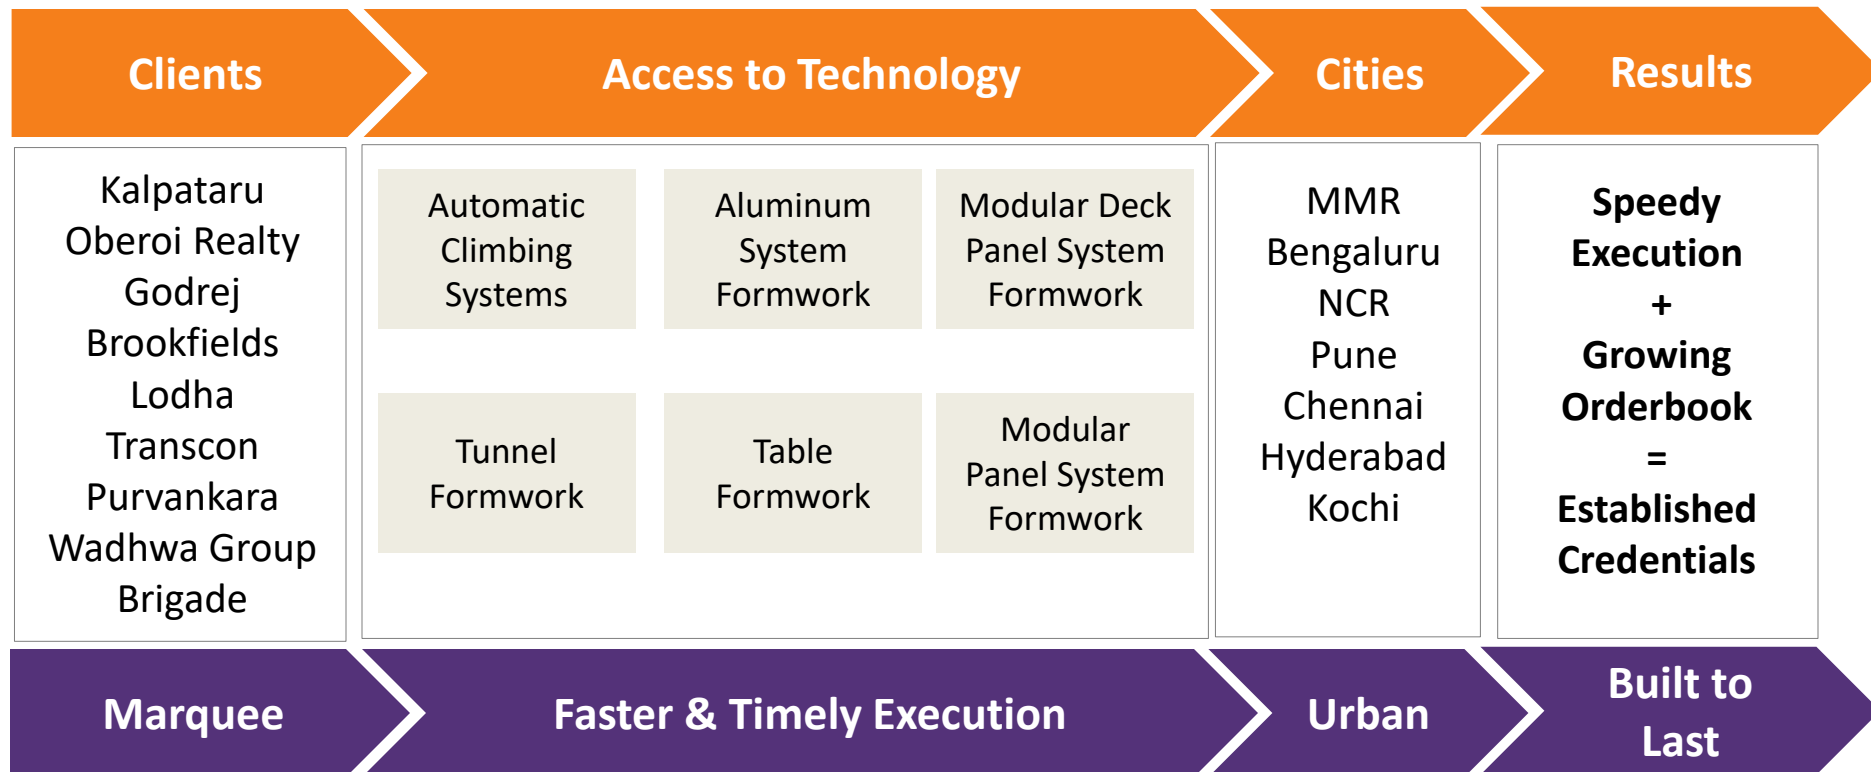 Clients
Access to Technology
Cities
Results
Kalpataru
Oberoi Realty
Godrej
Brookfields
Lodha
Transcon
Purvankara
Wadhwa Group
Brigade
Automatic
Climbing
Systems
Aluminum
System
Formwork
Modular Deck
Panel System
Formwork
Tunnel
Formwork
Table
Formwork
Modular
Panel System
Formwork
MMR
Bengaluru
NCR
Pune
Chennai
Hyderabad
Kochi
Speedy
Execution
+
Growing
Orderbook
=
Established
Credentials
Marquee
Faster & Timely Execution
Urban
Built to
Last